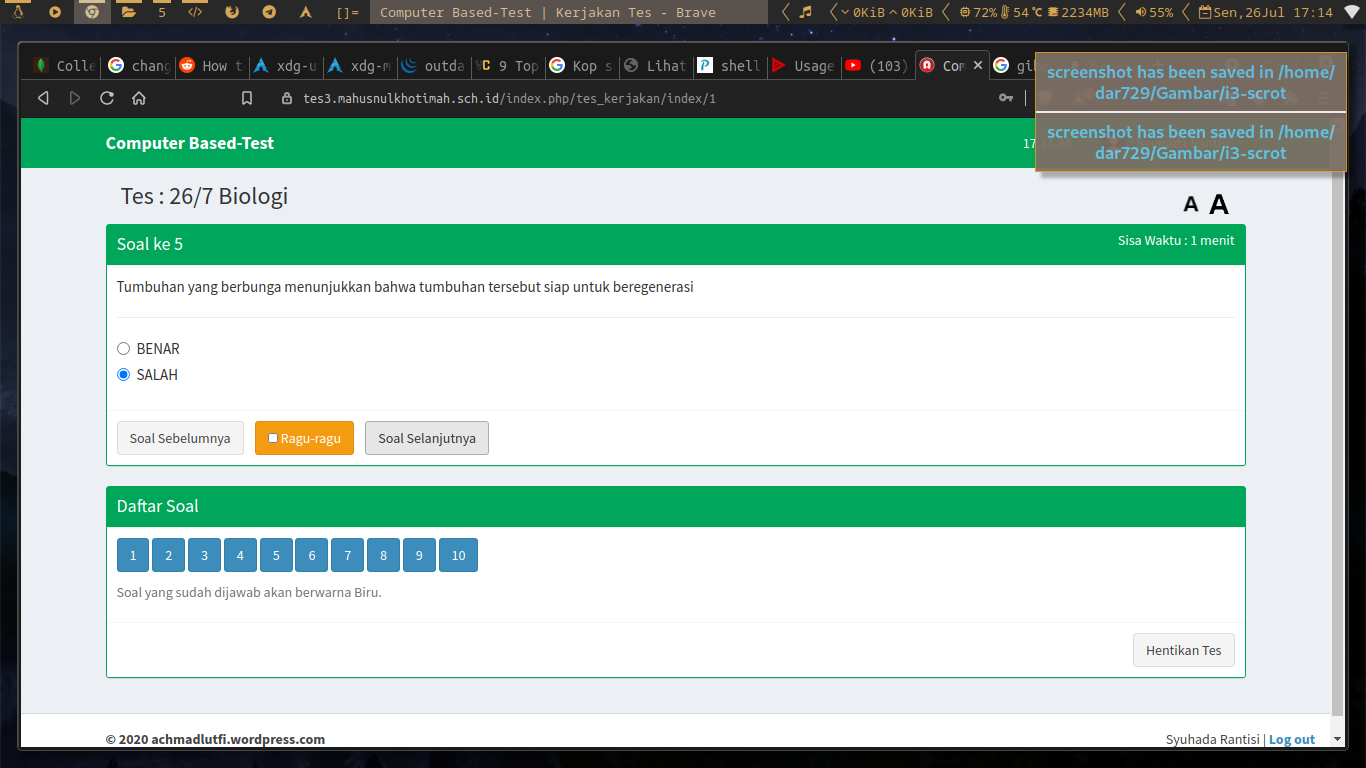 5 []= Computer Based-Test | Kerjakan Tes - Brave 0KiB 0KiB 72% 54 °C 2234MB 55% Sen,26Jul 17:14
Colle chang How t xdg-u xdg-m outda 9 Top Kop s Lihat shell Usage (103) Com gi
tes3.mahusnulkhotimah.sch.id/index.php/tes_kerjakan/index/1
screenshot has been saved in /home/
dar729/Gambar/i3-scrot
screenshot has been saved in /home/
dar729/Gambar/i3-scrot
Computer Based-Test 17
Tes : 26/7 Biologi
A A
Soal ke 5 Sisa Waktu : 1 menit
Tumbuhan yang berbunga menunjukkan bahwa tumbuhan tersebut siap untuk beregenerasi
BENAR
SALAH
Soal Sebelumnya Ragu-ragu Soal Selanjutnya
Daftar Soal
1 2 3 4 5 6 7 8 9 10
Soal yang sudah dijawab akan berwarna Biru.
Hentikan Tes
© 2020 achmadlutfi.wordpress.com Syuhada Rantisi | Log out